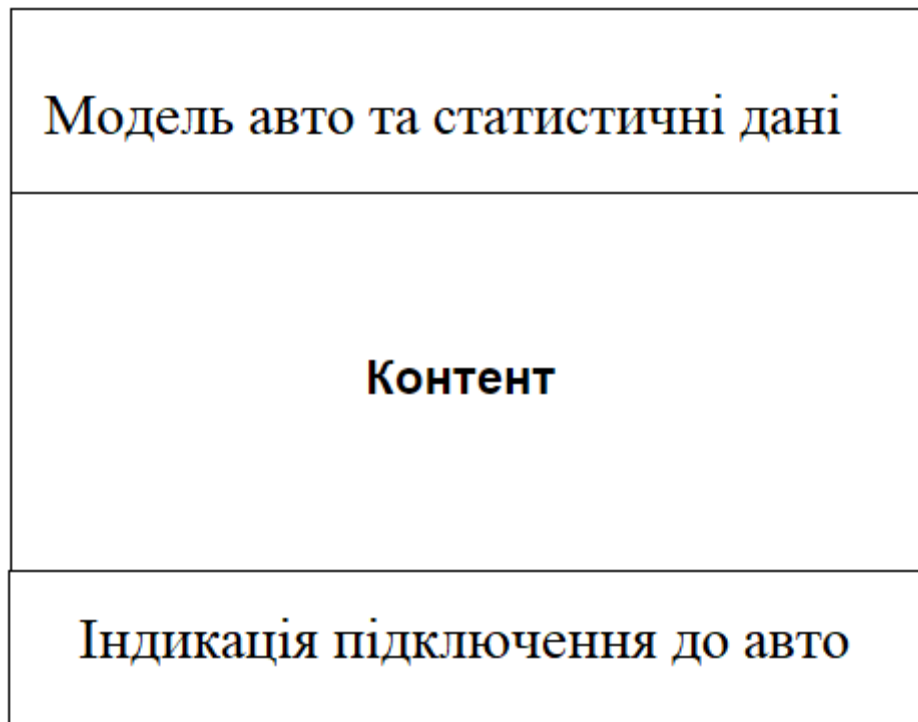 Модель авто та статистичні дані
Контент
Індикація підключення до авто